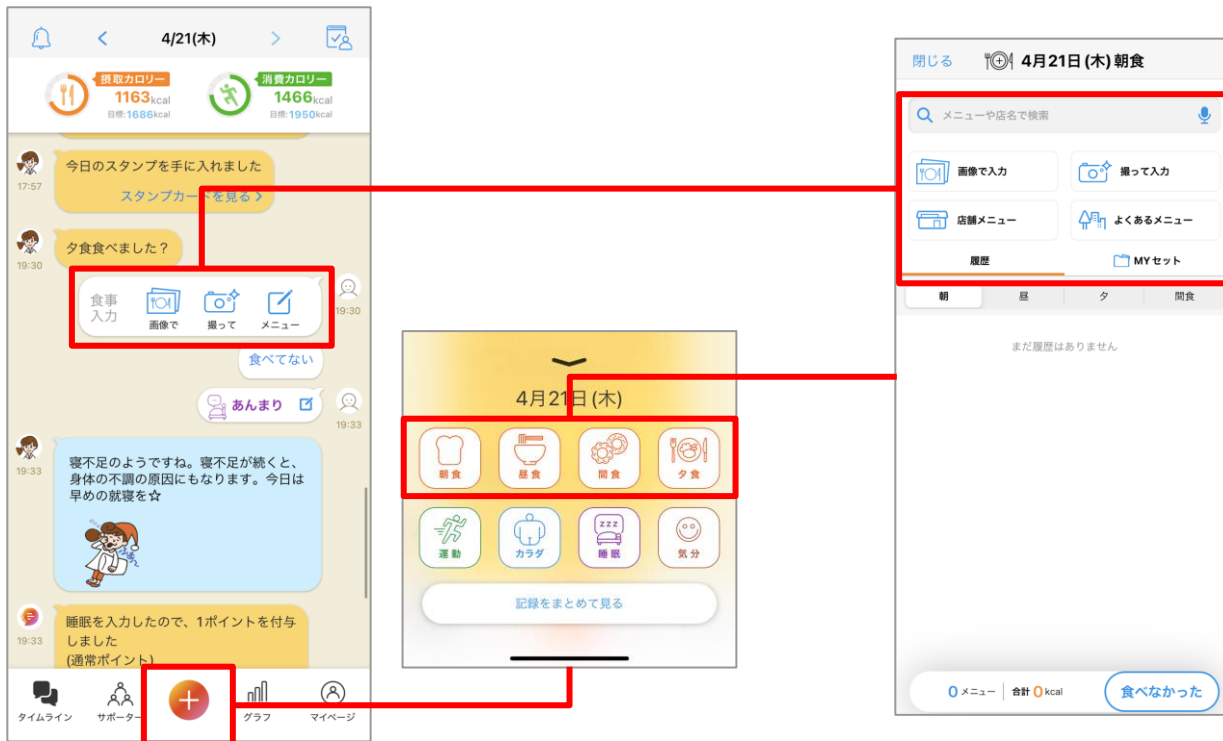 4/21(木)
摂取カロリー
1163kcal
目標:1686kcal
消費カロリー
1466kcal
目標:1950kcal
今日のスタンプを手に入れました
スタンプカードを見る >
17:57
夕食食べました？
19:30
食事
入力
画像で
撮って
メニュー
19:30
食べてない
あんまり
19:33
寝不足のようですね。寝不足が続くと、
身体の不調の原因にもなります。今日は
早めの就寝を☆
19:33
睡眠を入力したので、1ポイントを付与
しました
(通常ポイント)
19:33
タイムライン
サポーター
グラフ
マイページ
4月21日(木)
朝食
昼食
間食
夕食
運動
カラダ
zzz
睡眠
気分
記録をまとめて見る
閉じる
4月21日(木)朝食
メニューや店名で検索
画像で入力
撮って入力
店舗メニュー
よくあるメニュー
履歴
MYセット
朝
昼
夕
間食
まだ履歴はありません
0メニュー
合計0kcal
食べなかった